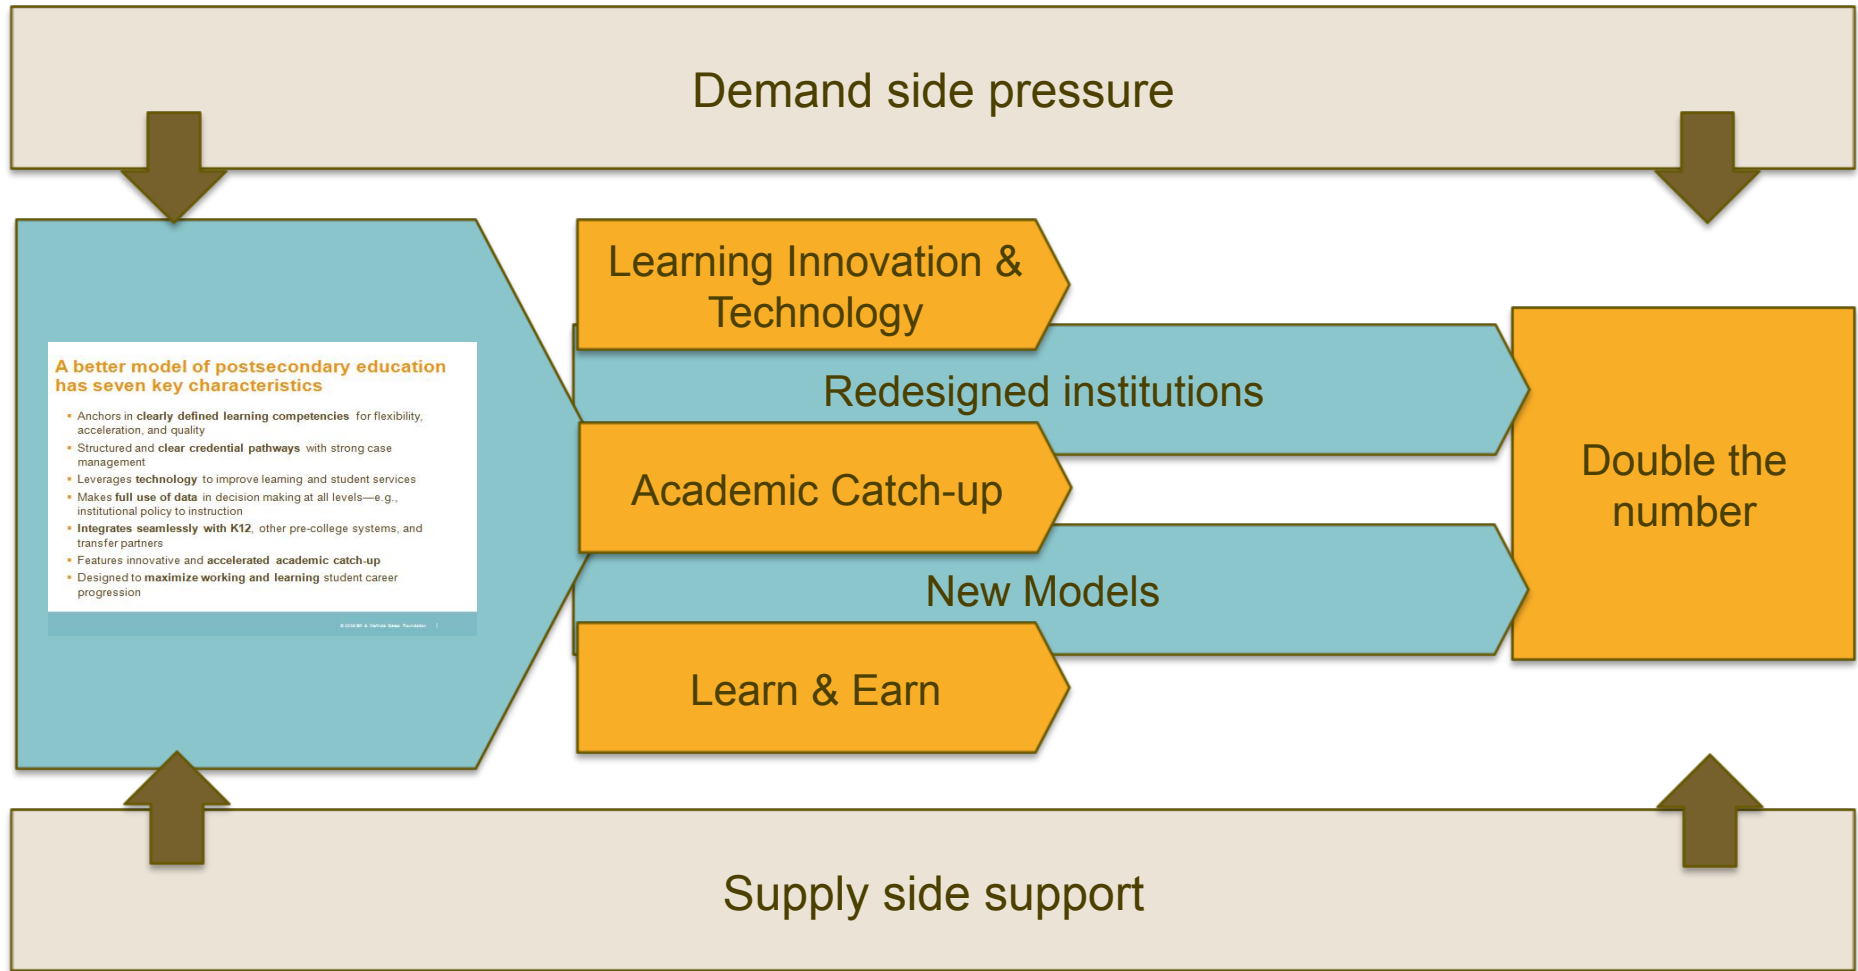 Demand side pressure
A better model of postsecondary education
has seven key characteristics
▪ Anchors in clearly defined learning competencies for flexibility,
acceleration, and quality
▪ Structured and clear credential pathways with strong case
management
▪ Leverages technology to improve learning and student services
▪ Makes full use of data in decision making at all levels—e.g.,
institutional policy to instruction
▪ Integrates seamlessly with K12, other pre-college systems, and
transfer partners
▪ Features innovative and accelerated academic catch-up
▪ Designed to maximize working and learning student career
progression
Foundation
Learning Innovation &
Technology
Redesigned institutions
Academic Catch-up
New Models
Learn & Earn
Double the
number
Supply side support